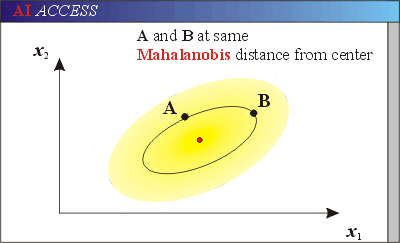 AI ACCESS
A and B at same
Mahalanobis distance from center
x2
A
B
x1